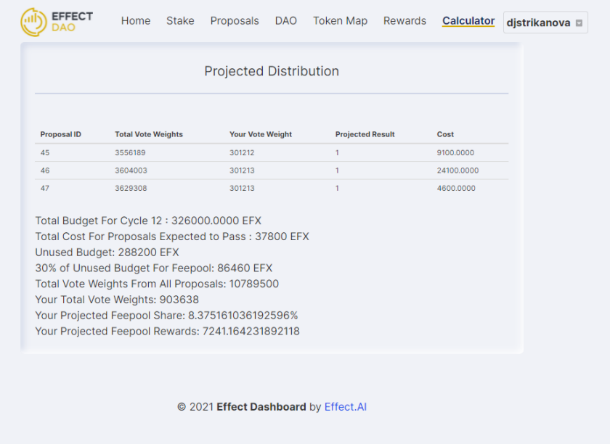 EFFECT DAO
Home Stake Proposals DAO Token Map Rewards Calculator djstrikanova
Projected Distribution
Proposal ID Total Vote Weights Your Vote Weight Projected Result Cost
45 3556189 301212 1 9100.0000
46 3604003 301213 1 24100.0000
47 3629308 301213 1 4600.0000
Total Budget For Cycle 12 : 326000.0000 EFX
Total Cost For Proposals Expected to Pass : 37800 EFX
Unused Budget: 288200 EFX
30% of Unused Budget For Feepool: 86460 EFX
Total Vote Weights From All Proposals: 10789500
Your Total Vote Weights: 903638
Your Projected Feepool Share: 8.375161036192596%
Your Projected Feepool Rewards: 7241.164231892118
© 2021 Effect Dashboard by Effect.AI